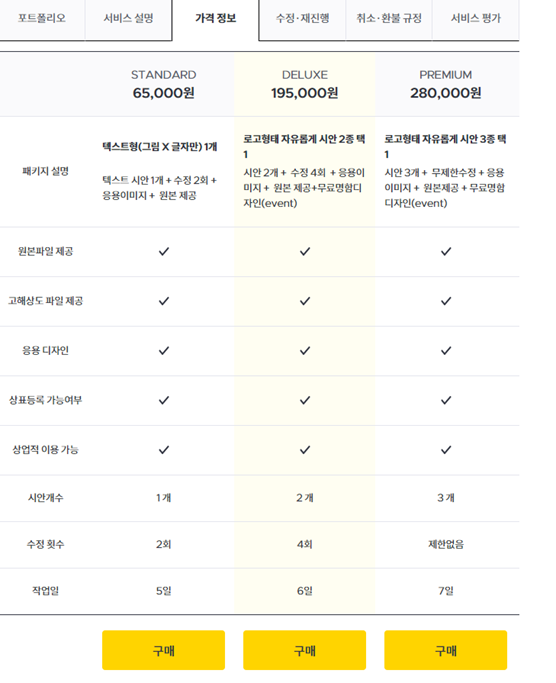 포트폴리오 서비스 설명 가격 정보 수정·재진행 취소·환불 규정 서비스 평가
STANDARD DELUXE PREMIUM
65,000원 195,000원 280,000원
패키지 설명
텍스트형(그림 X 글자만) 1개
텍스트 시안 1개 + 수정 2회 +
응용이미지 + 원본 제공
로고형태 자유롭게 시안 2종 택
1
시안 2개 + 수정 4회 + 응용이
미지 + 원본 제공+무료명함디
자인(event)
로고형태 자유롭게 시안 3종 택
1
시안 3개 + 무제한수정 + 응용
이미지 + 원본제공 + 무료명함
디자인(event)
원본파일 제공 ✓ ✓ ✓
고해상도 파일 제공 ✓ ✓ ✓
응용 디자인 ✓ ✓ ✓
상표등록 가능여부 ✓ ✓ ✓
상업적 이용 가능 ✓ ✓ ✓
시안개수 1개 2개 3개
수정 횟수 2회 4회 제한없음
작업일 5일 6일 7일
구매 구매 구매